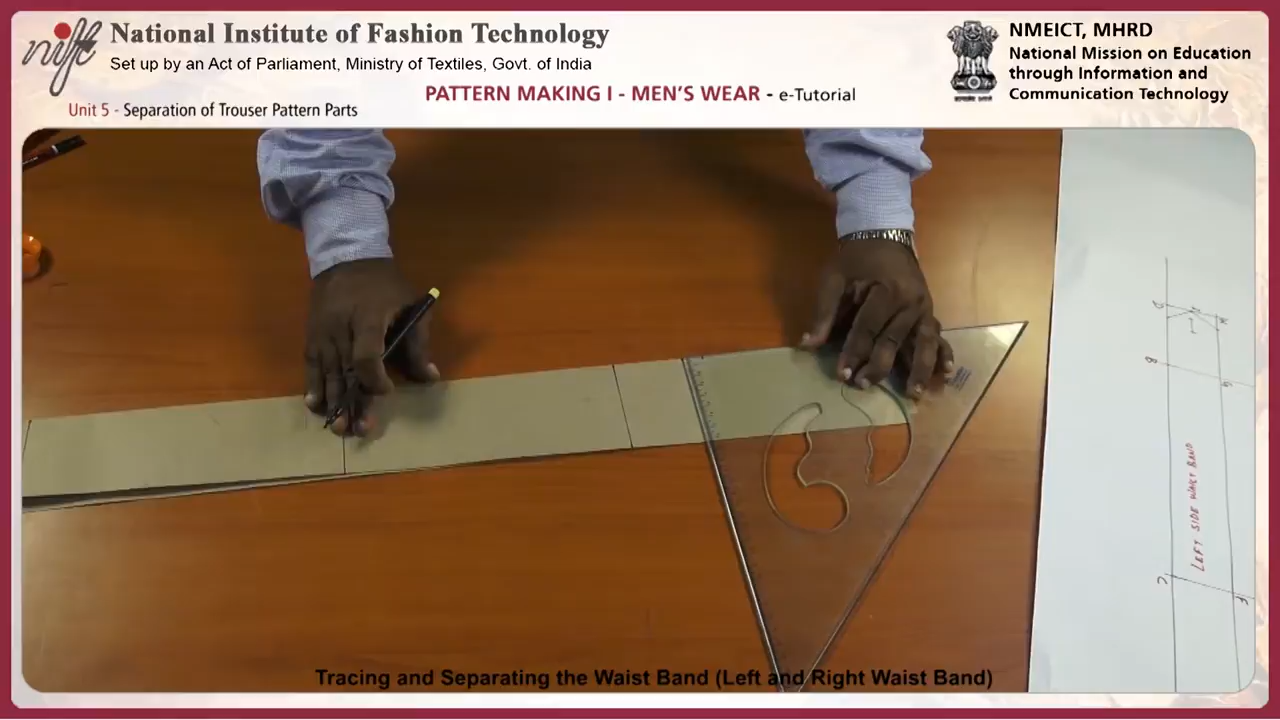 nift
National Institute of Fashion Technology
Set up by an Act of Parliament, Ministry of Textiles, Govt. of India
NMEICT, MHRD
National Mission on Education
through Information and
Communication Technology
PATTERN MAKING I - MEN'S WEAR - e-Tutorial
Unit 5 - Separation of Trouser Pattern Parts
LEFT SIDE WAIST BAND
Tracing and Separating the Waist Band (Left and Right Waist Band)